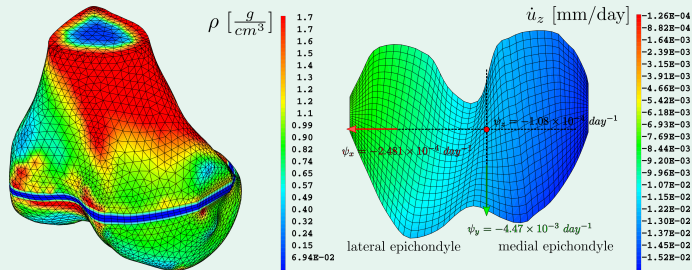 ρ [g/cm³]
1.7
1.7
1.6
1.4
1.3
1.2
1.2
1.1
0.99
0.90
0.82
0.74
0.65
0.57
0.49
0.40
0.32
0.24
0.15
6.94E-02
u̇z [mm/day]
-1.26E-04
-8.82E-04
-1.64E-03
-2.39E-03
-3.15E-03
-3.91E-03
-4.66E-03
-5.42E-03
-6.18E-03
-6.93E-03
-7.69E-03
-8.44E-03
-9.20E-03
-9.96E-03
-1.07E-02
-1.15E-02
-1.22E-02
-1.30E-02
-1.37E-02
-1.45E-02
-1.52E-02
ψz = −1.08 × 10⁻³ day⁻¹
ψx = −2.481 × 10⁻³ day⁻¹
ψy = −4.47 × 10⁻³ day⁻¹
lateral epichondyle
medial epichondyle